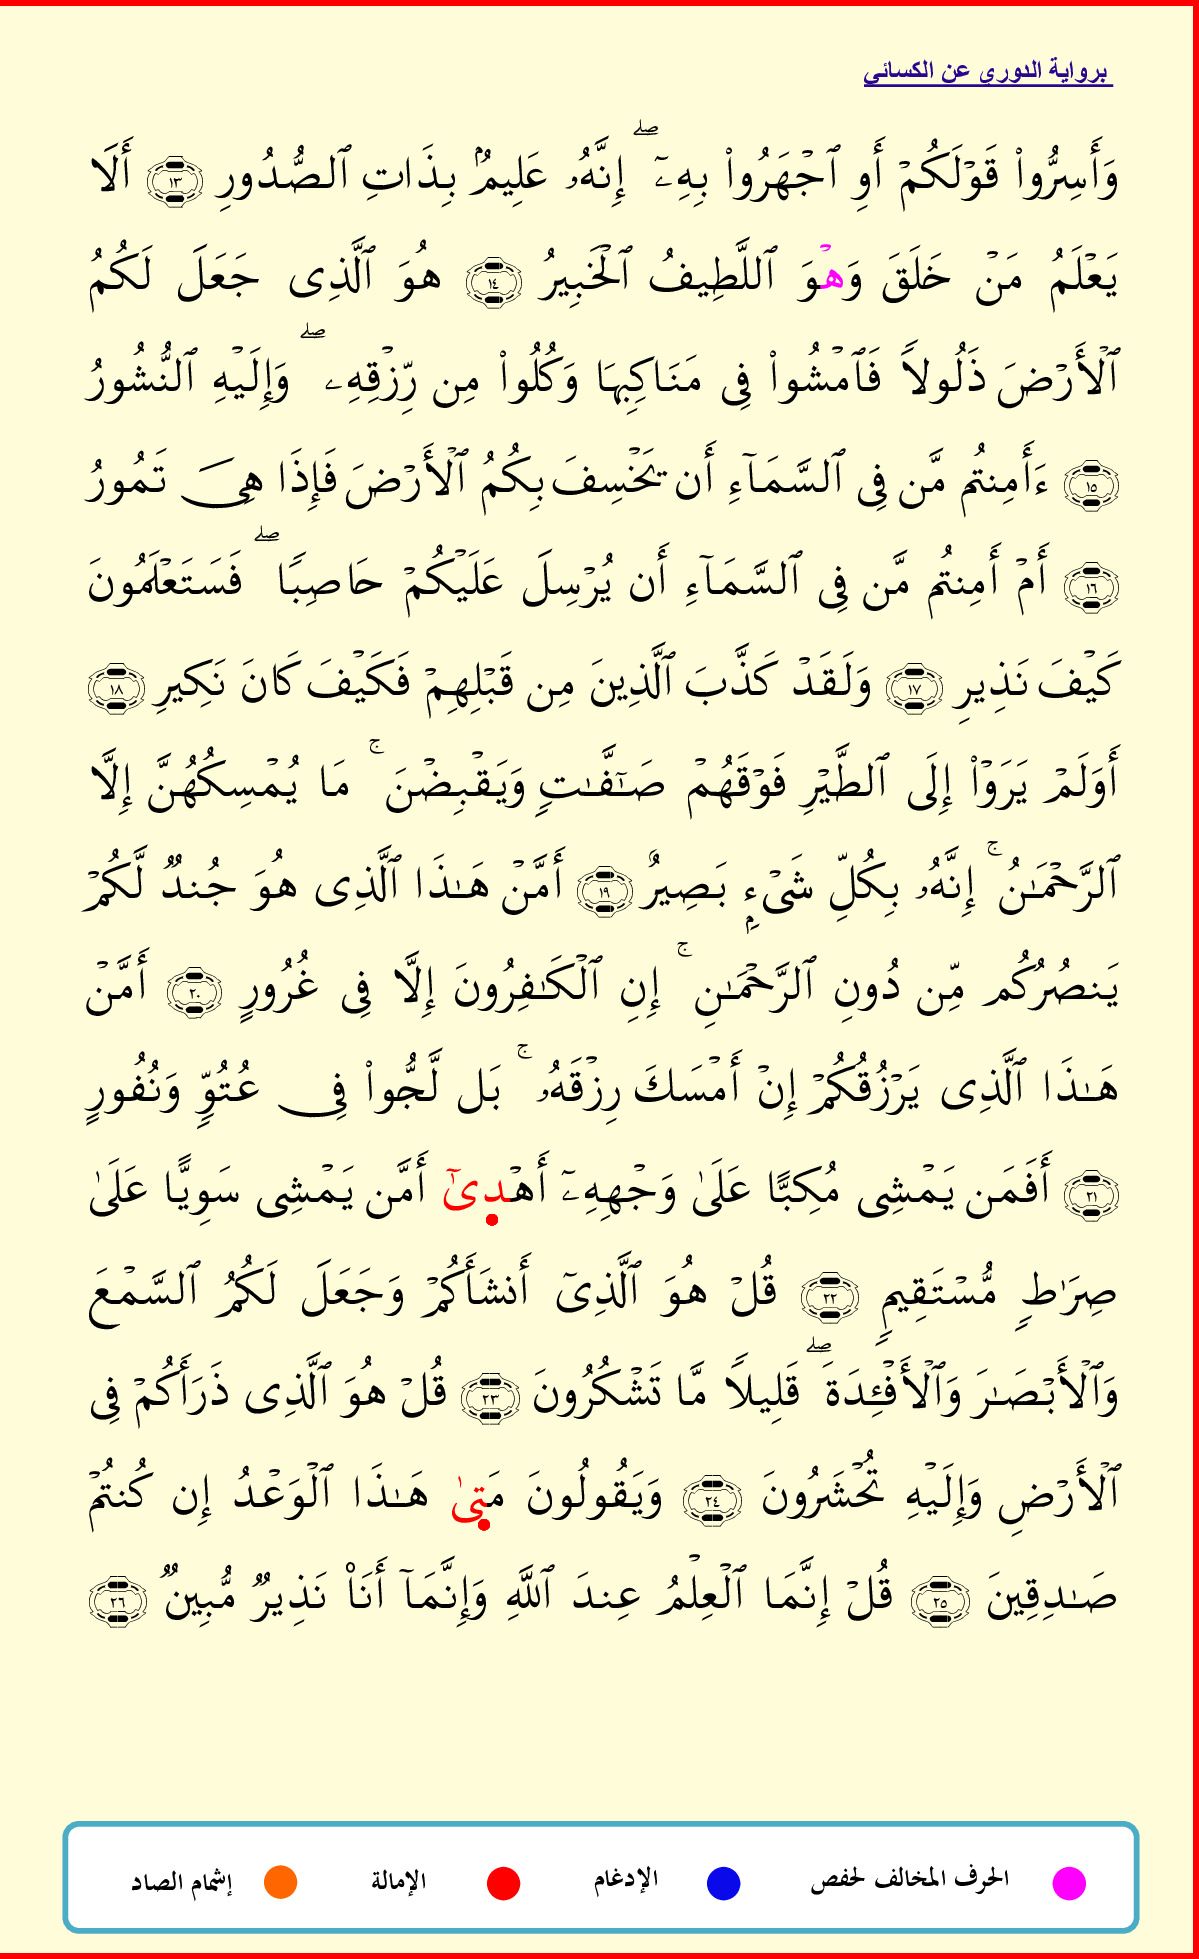 برواية الدوري عن الكسائي
وَأَسِرُّوا۟ قَوْلَكُمْ أَوِ ٱجْهَرُوا۟ بِهِۦٓ ۖ إِنَّهُۥ عَلِيمٌۢ بِذَاتِ ٱلصُّدُورِ ١٣ أَلَا
يَعْلَمُ مَنْ خَلَقَ وَهْوَ ٱللَّطِيفُ ٱلْخَبِيرُ ١٤ هُوَ ٱلَّذِى جَعَلَ لَكُمُ
ٱلْأَرْضَ ذَلُولًا فَٱمْشُوا۟ فِى مَنَاكِبِهَا وَكُلُوا۟ مِن رِّزْقِهِۦ ۖ وَإِلَيْهِ ٱلنُّشُورُ
١٥ ءَأَمِنتُم مَّن فِى ٱلسَّمَآءِ أَن يَخْسِفَ بِكُمُ ٱلْأَرْضَ فَإِذَا هِىَ تَمُورُ
١٦ أَمْ أَمِنتُم مَّن فِى ٱلسَّمَآءِ أَن يُرْسِلَ عَلَيْكُمْ حَاصِبًا ۖ فَسَتَعْلَمُونَ
كَيْفَ نَذِيرِ ١٧ وَلَقَدْ كَذَّبَ ٱلَّذِينَ مِن قَبْلِهِمْ فَكَيْفَ كَانَ نَكِيرِ ١٨
أَوَلَمْ يَرَوْا۟ إِلَى ٱلطَّيْرِ فَوْقَهُمْ صَـٰٓفَّـٰتٍ وَيَقْبِضْنَ ۚ مَا يُمْسِكُهُنَّ إِلَّا
ٱلرَّحْمَـٰنُ ۚ إِنَّهُۥ بِكُلِّ شَىْءٍۭ بَصِيرٌ ١٩ أَمَّنْ هَـٰذَا ٱلَّذِى هُوَ جُندٌ لَّكُمْ
يَنصُرُكُم مِّن دُونِ ٱلرَّحْمَـٰنِ ۚ إِنِ ٱلْكَـٰفِرُونَ إِلَّا فِى غُرُورٍ ٢٠ أَمَّنْ
هَـٰذَا ٱلَّذِى يَرْزُقُكُمْ إِنْ أَمْسَكَ رِزْقَهُۥ ۚ بَل لَّجُّوا۟ فِى عُتُوٍّ وَنُفُورٍ
٢١ أَفَمَن يَمْشِى مُكِبًّا عَلَىٰ وَجْهِهِۦٓ أَهْدِىٓ أَمَّن يَمْشِى سَوِيًّا عَلَىٰ
صِرَٰطٍ مُّسْتَقِيمٍ ٢٢ قُلْ هُوَ ٱلَّذِىٓ أَنشَأَكُمْ وَجَعَلَ لَكُمُ ٱلسَّمْعَ
وَٱلْأَبْصَـٰرَ وَٱلْأَفْـِٔدَةَ ۖ قَلِيلًا مَّا تَشْكُرُونَ ٢٣ قُلْ هُوَ ٱلَّذِى ذَرَأَكُمْ فِى
ٱلْأَرْضِ وَإِلَيْهِ تُحْشَرُونَ ٢٤ وَيَقُولُونَ مَتِىٰ هَـٰذَا ٱلْوَعْدُ إِن كُنتُمْ
صَـٰدِقِينَ ٢٥ قُلْ إِنَّمَا ٱلْعِلْمُ عِندَ ٱللَّهِ وَإِنَّمَآ أَنَا۠ نَذِيرٌ مُّبِينٌ ٢٦
الحرف المخالف لحفص الإدغام الإمالة إشمام الصاد